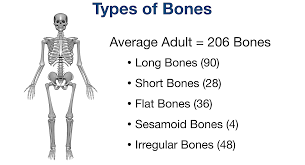 Types of Bones
Average Adult = 206 Bones
• Long Bones (90)
• Short Bones (28)
• Flat Bones (36)
• Sesamoid Bones (4)
• Irregular Bones (48)